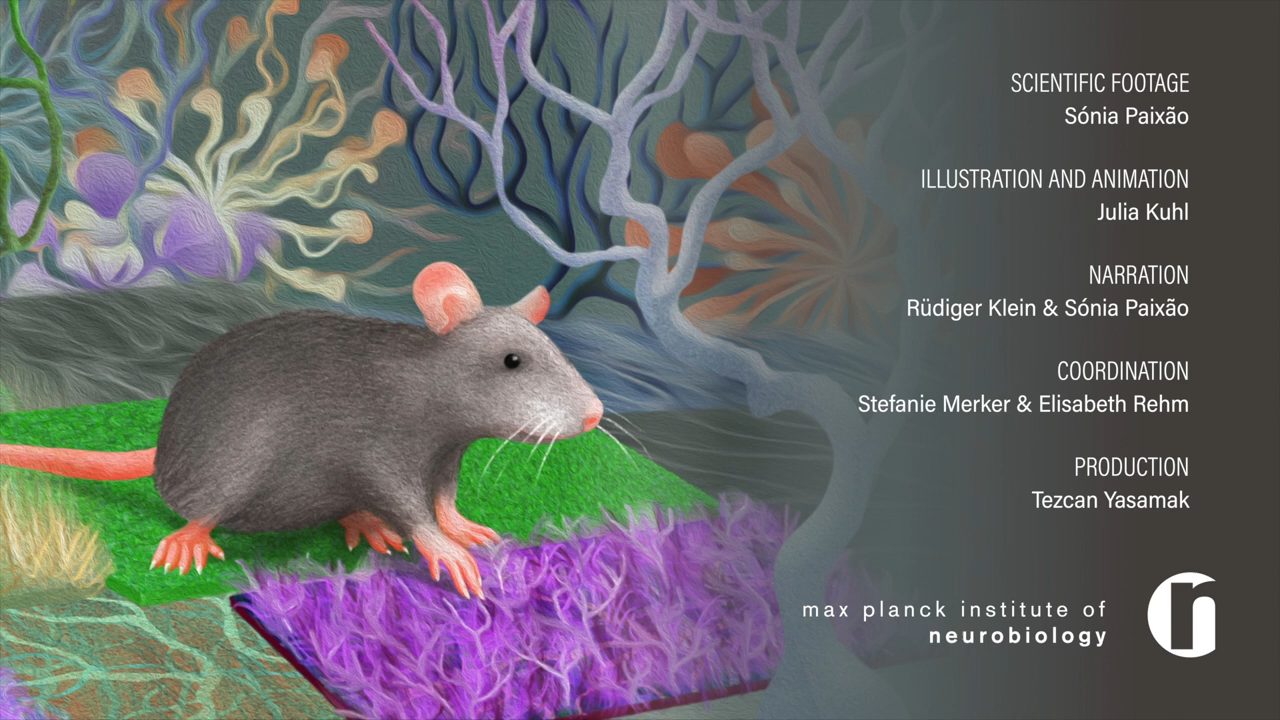 SCIENTIFIC FOOTAGE
Sónia Paixão
ILLUSTRATION AND ANIMATION
Julia Kuhl
NARRATION
Rüdiger Klein & Sónia Paixão
COORDINATION
Stefanie Merker & Elisabeth Rehm
PRODUCTION
Tezcan Yasamak
max planck institute of
neurobiology